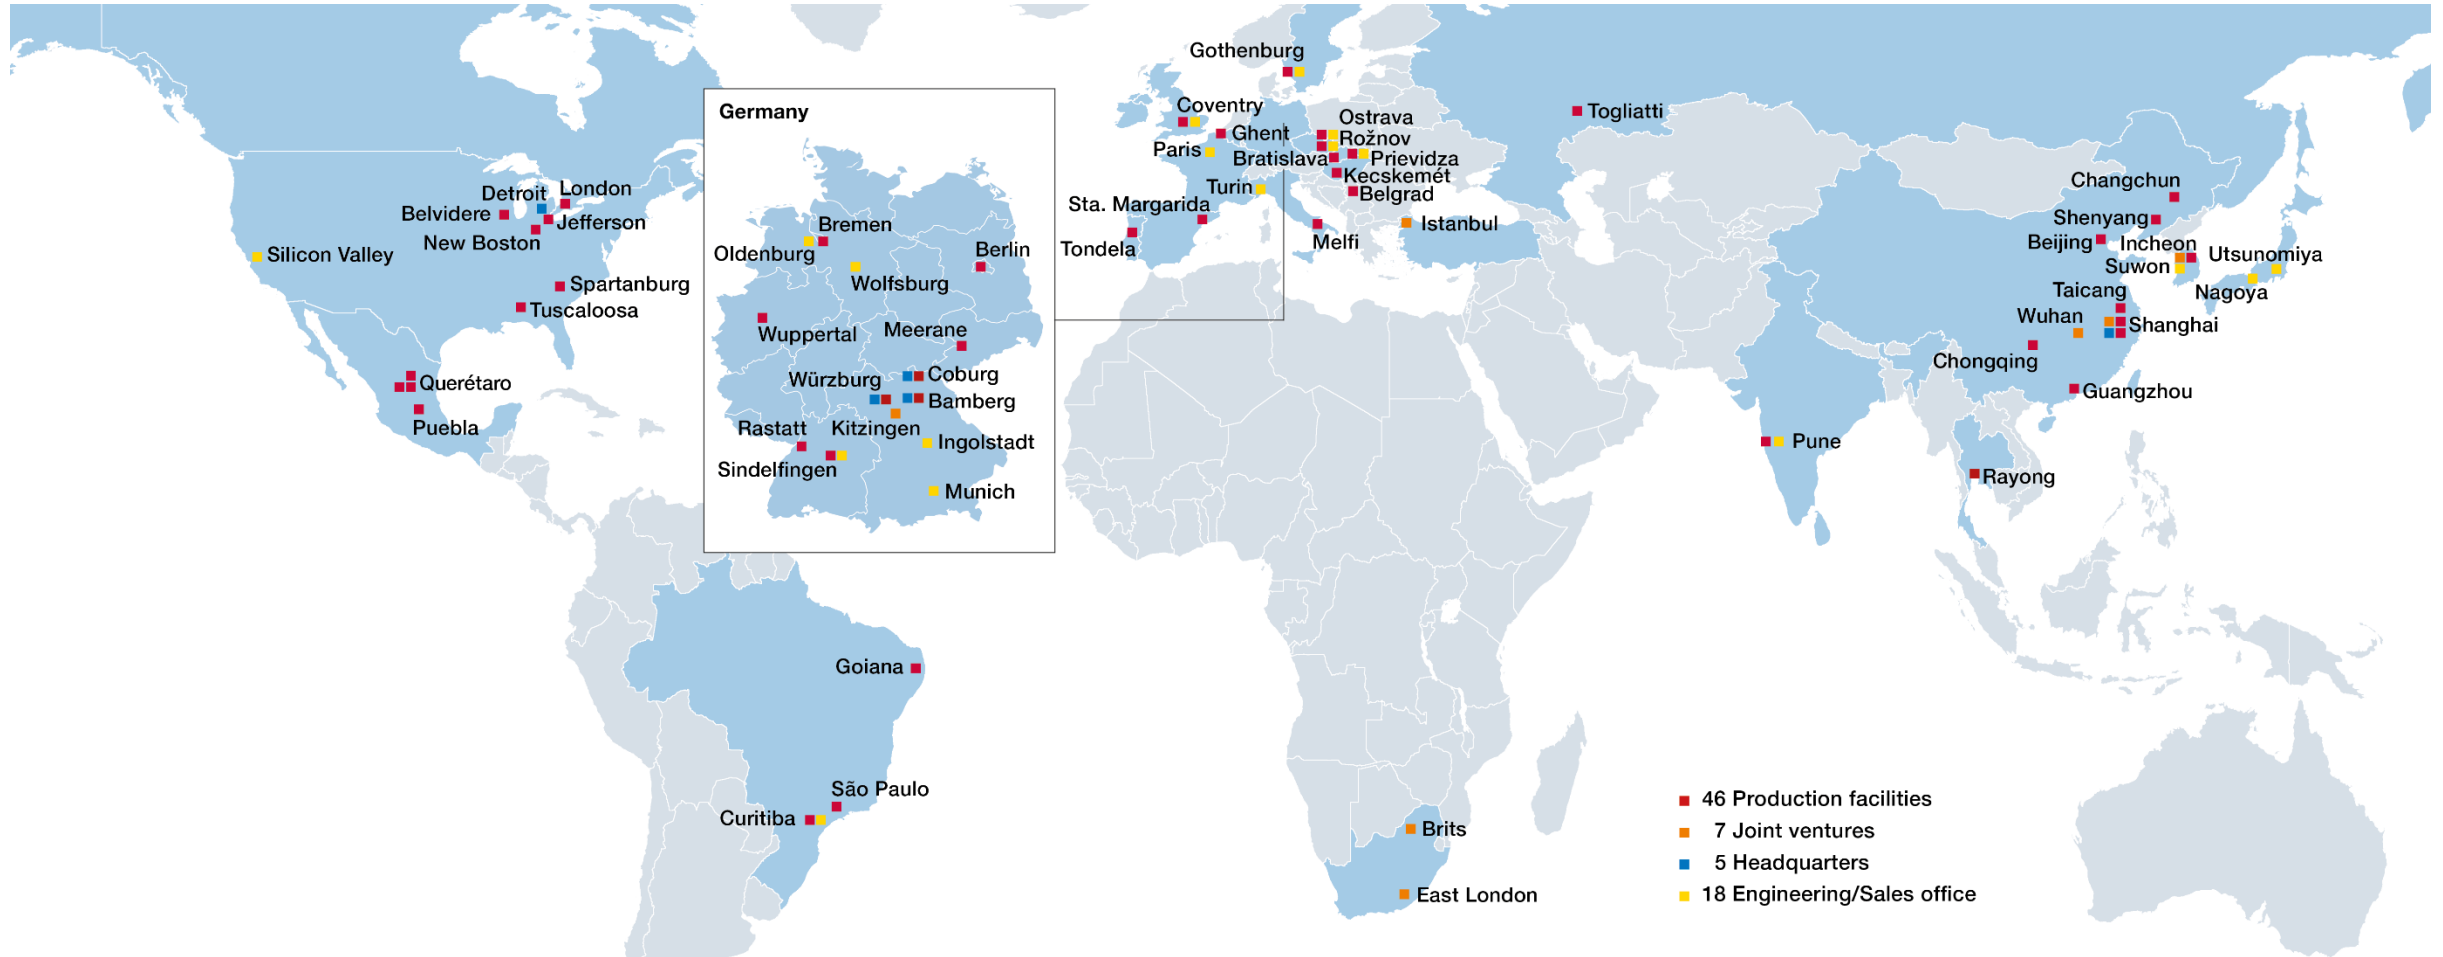 Gothenburg
Coventry
Ghent
Paris
Ostrava
Rožnov
Bratislava
Prievidza
Kecskemét
Turin
Belgrad
Sta. Margarida
Tondela
Melfi
Istanbul
Togliatti
Detroit
London
Belvidere
Jefferson
New Boston
Silicon Valley
Spartanburg
Tuscaloosa
Querétaro
Puebla
Germany
Bremen
Oldenburg
Berlin
Wolfsburg
Wuppertal
Meerane
Würzburg
Coburg
Bamberg
Rastatt
Kitzingen
Ingolstadt
Sindelfingen
Munich
Changchun
Shenyang
Beijing
Incheon
Utsunomiya
Suwon
Nagoya
Taicang
Wuhan
Shanghai
Chongqing
Guangzhou
Pune
Rayong
Goiana
São Paulo
Curitiba
Brits
East London
46 Production facilities
7 Joint ventures
5 Headquarters
18 Engineering/Sales office